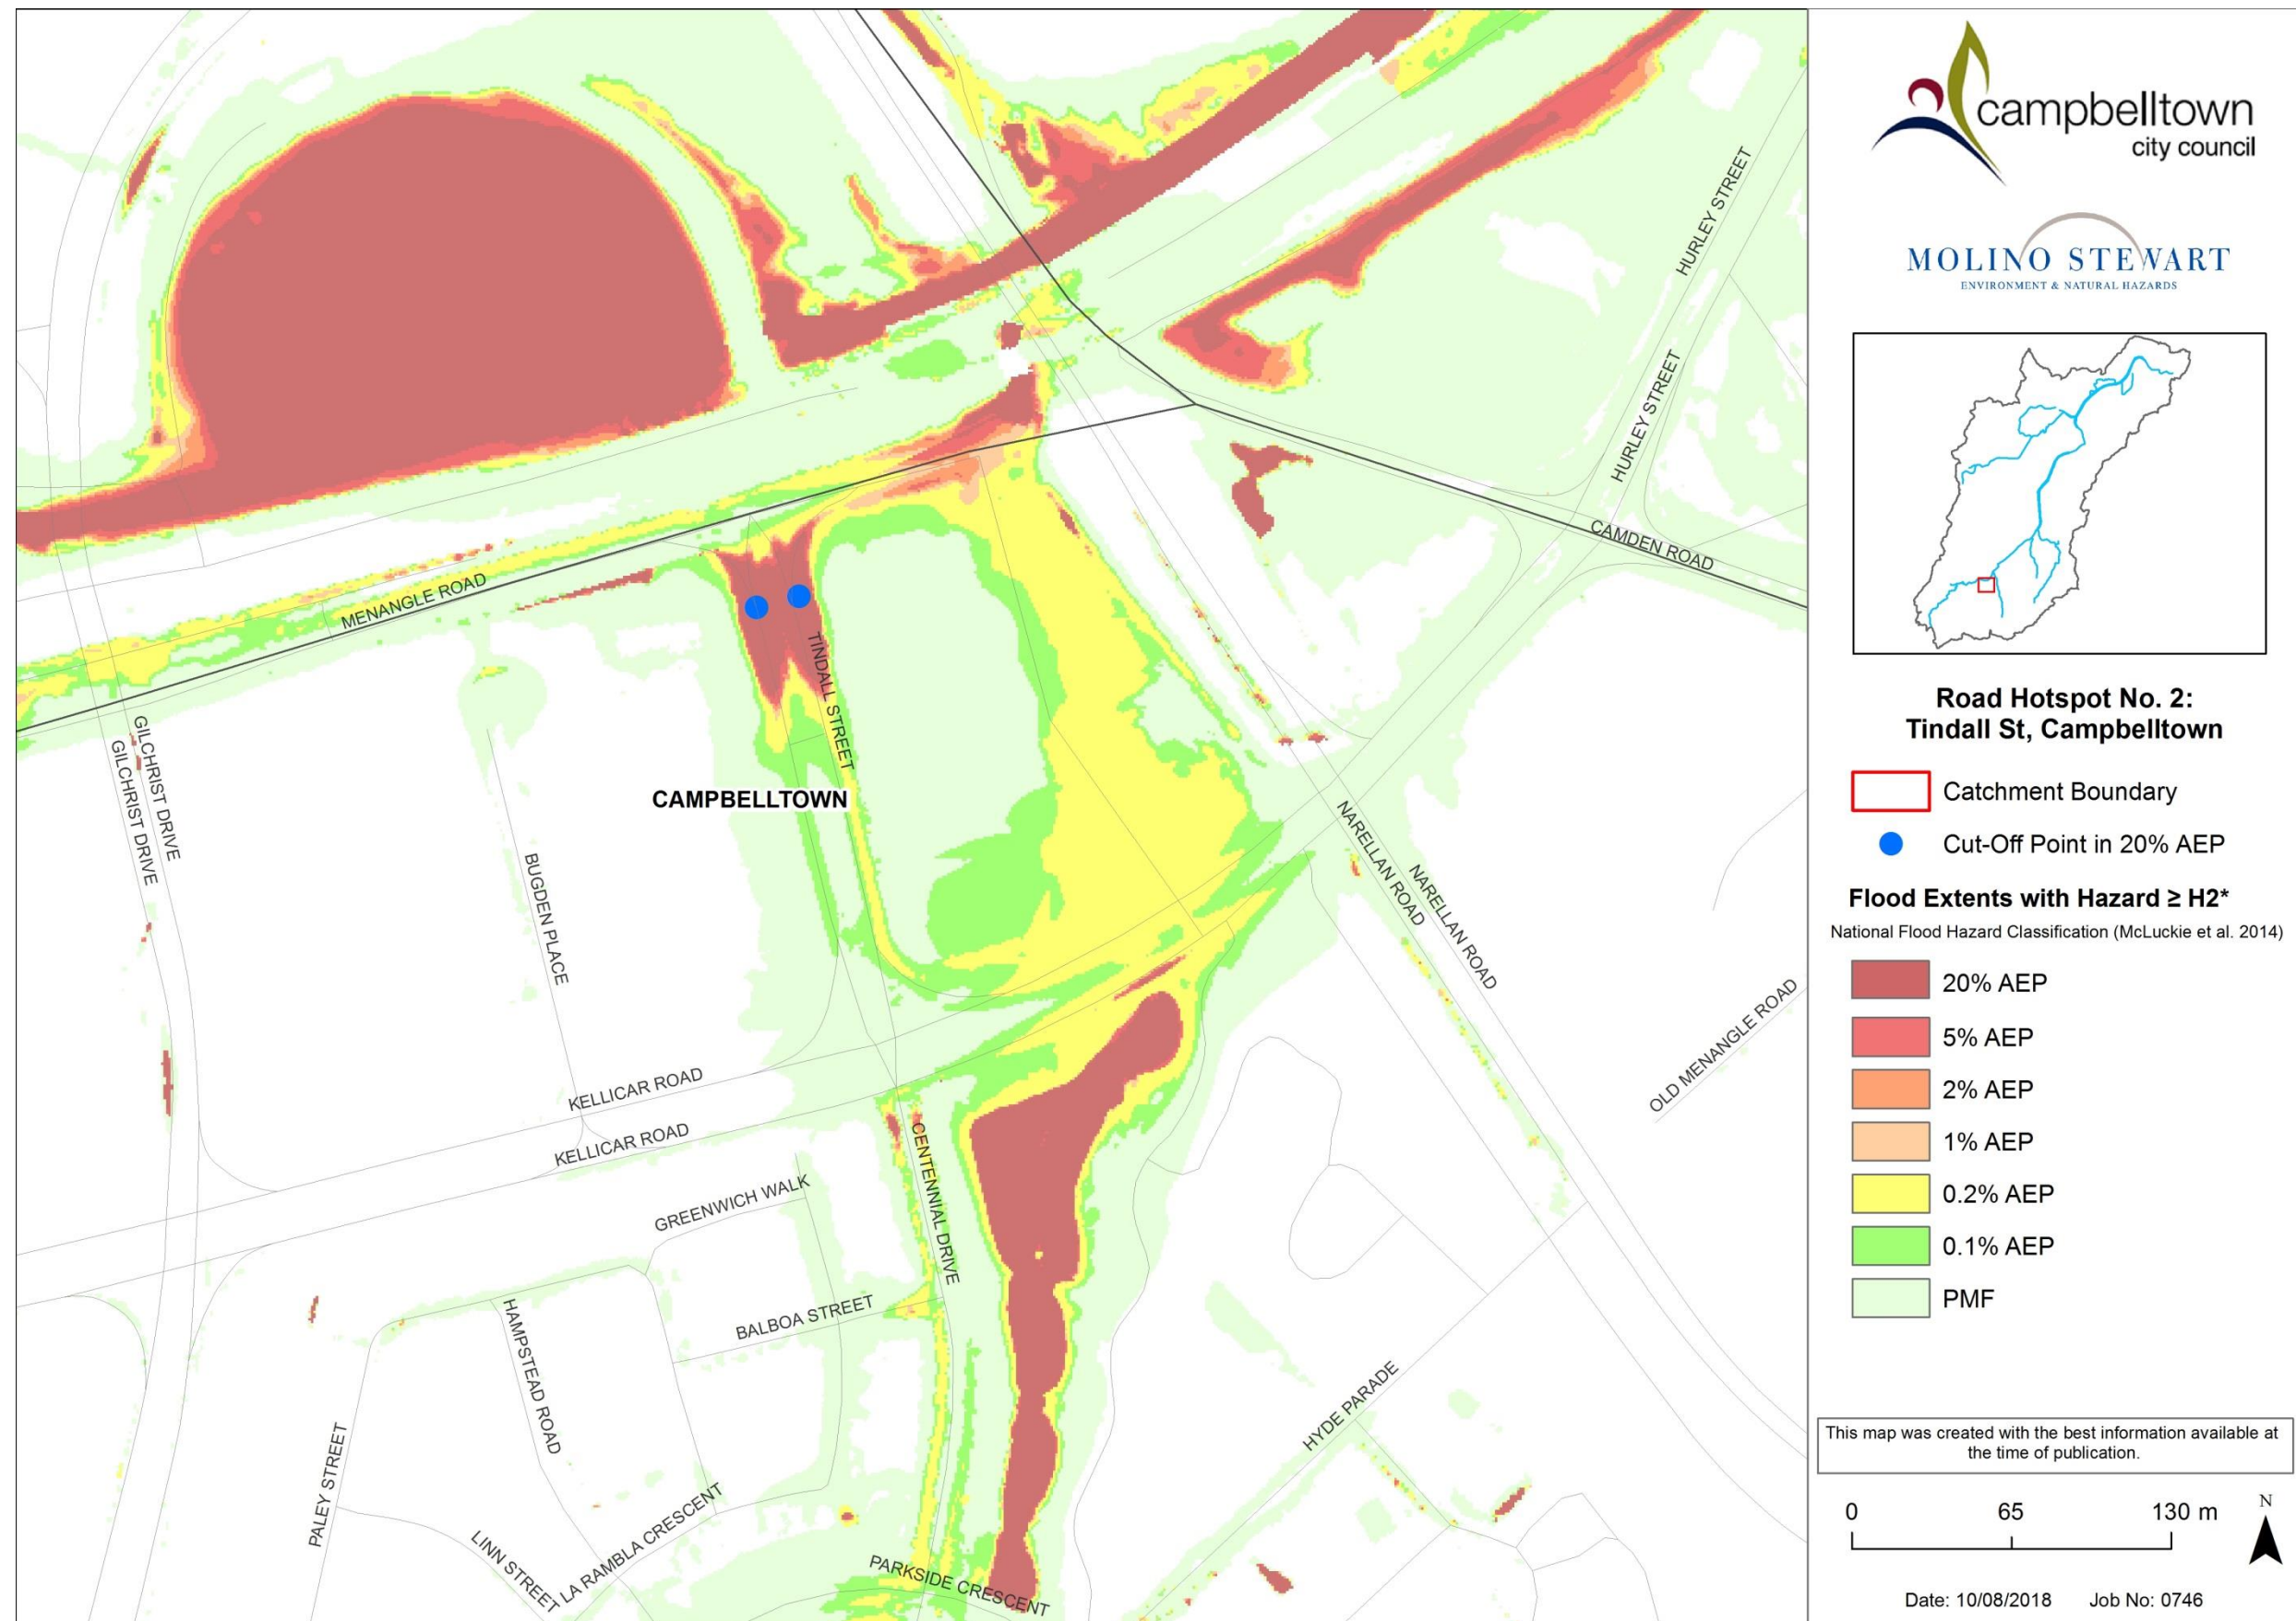 HURLEY STREET
HURLEY STREET
CAMDEN ROAD
MENANGLE ROAD
TINDALL STREET
GILCHRIST DRIVE
GILCHRIST DRIVE
CAMPBELLTOWN
BUGDEN PLACE
NARELLAN ROAD
NARELLAN ROAD
OLD MENANGLE ROAD
KELLICAR ROAD
KELLICAR ROAD
CENTENNIAL DRIVE
GREENWICH WALK
BALBOA STREET
HAMPSTEAD ROAD
PALEY STREET
HYDE PARADE
LINN STREET
LA RAMBLA CRESCENT
PARKSIDE CRESCENT
campbelltown
city council
MOLINO STEWART
ENVIRONMENT & NATURAL HAZARDS
Road Hotspot No. 2:
Tindall St, Campbelltown
Catchment Boundary
Cut-Off Point in 20% AEP
Flood Extents with Hazard ≥ H2*
National Flood Hazard Classification (McLuckie et al. 2014)
20% AEP
5% AEP
2% AEP
1% AEP
0.2% AEP
0.1% AEP
PMF
This map was created with the best information available at
the time of publication.
0 65 130 m
N
Date: 10/08/2018 Job No: 0746